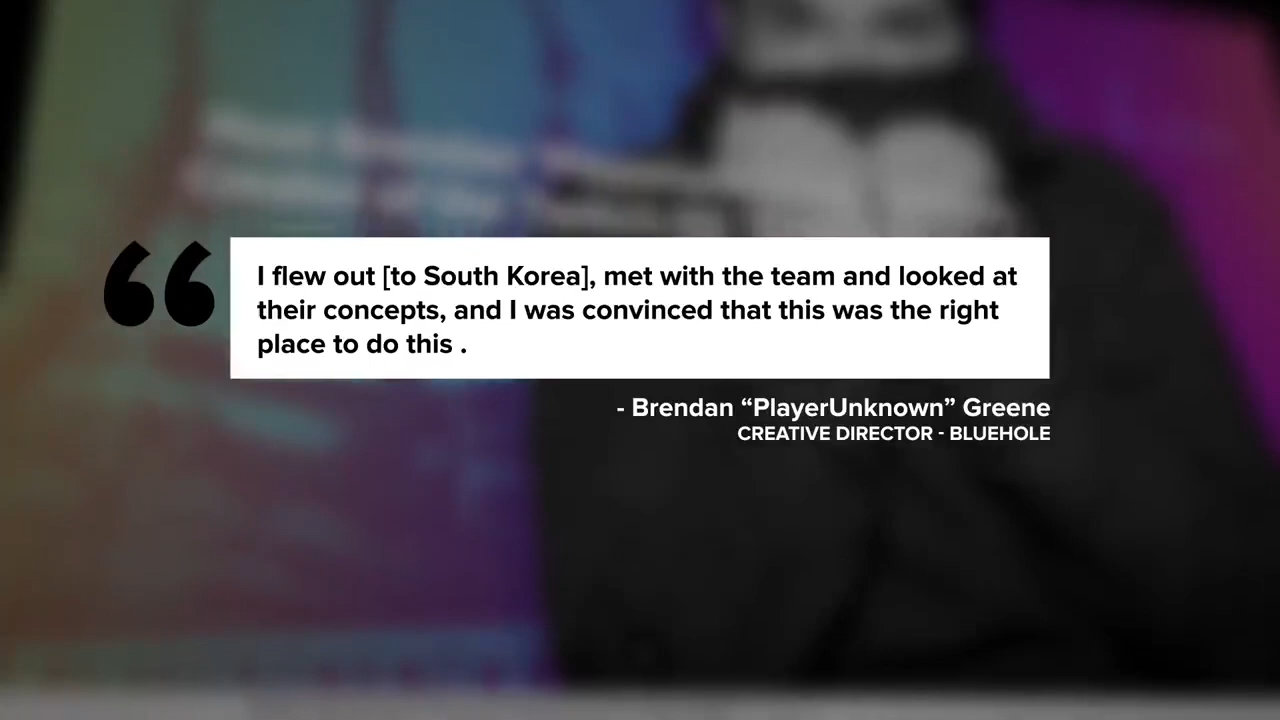 “
I flew out [to South Korea], met with the team and looked at
their concepts, and I was convinced that this was the right
place to do this .
- Brendan “PlayerUnknown” Greene
CREATIVE DIRECTOR - BLUEHOLE